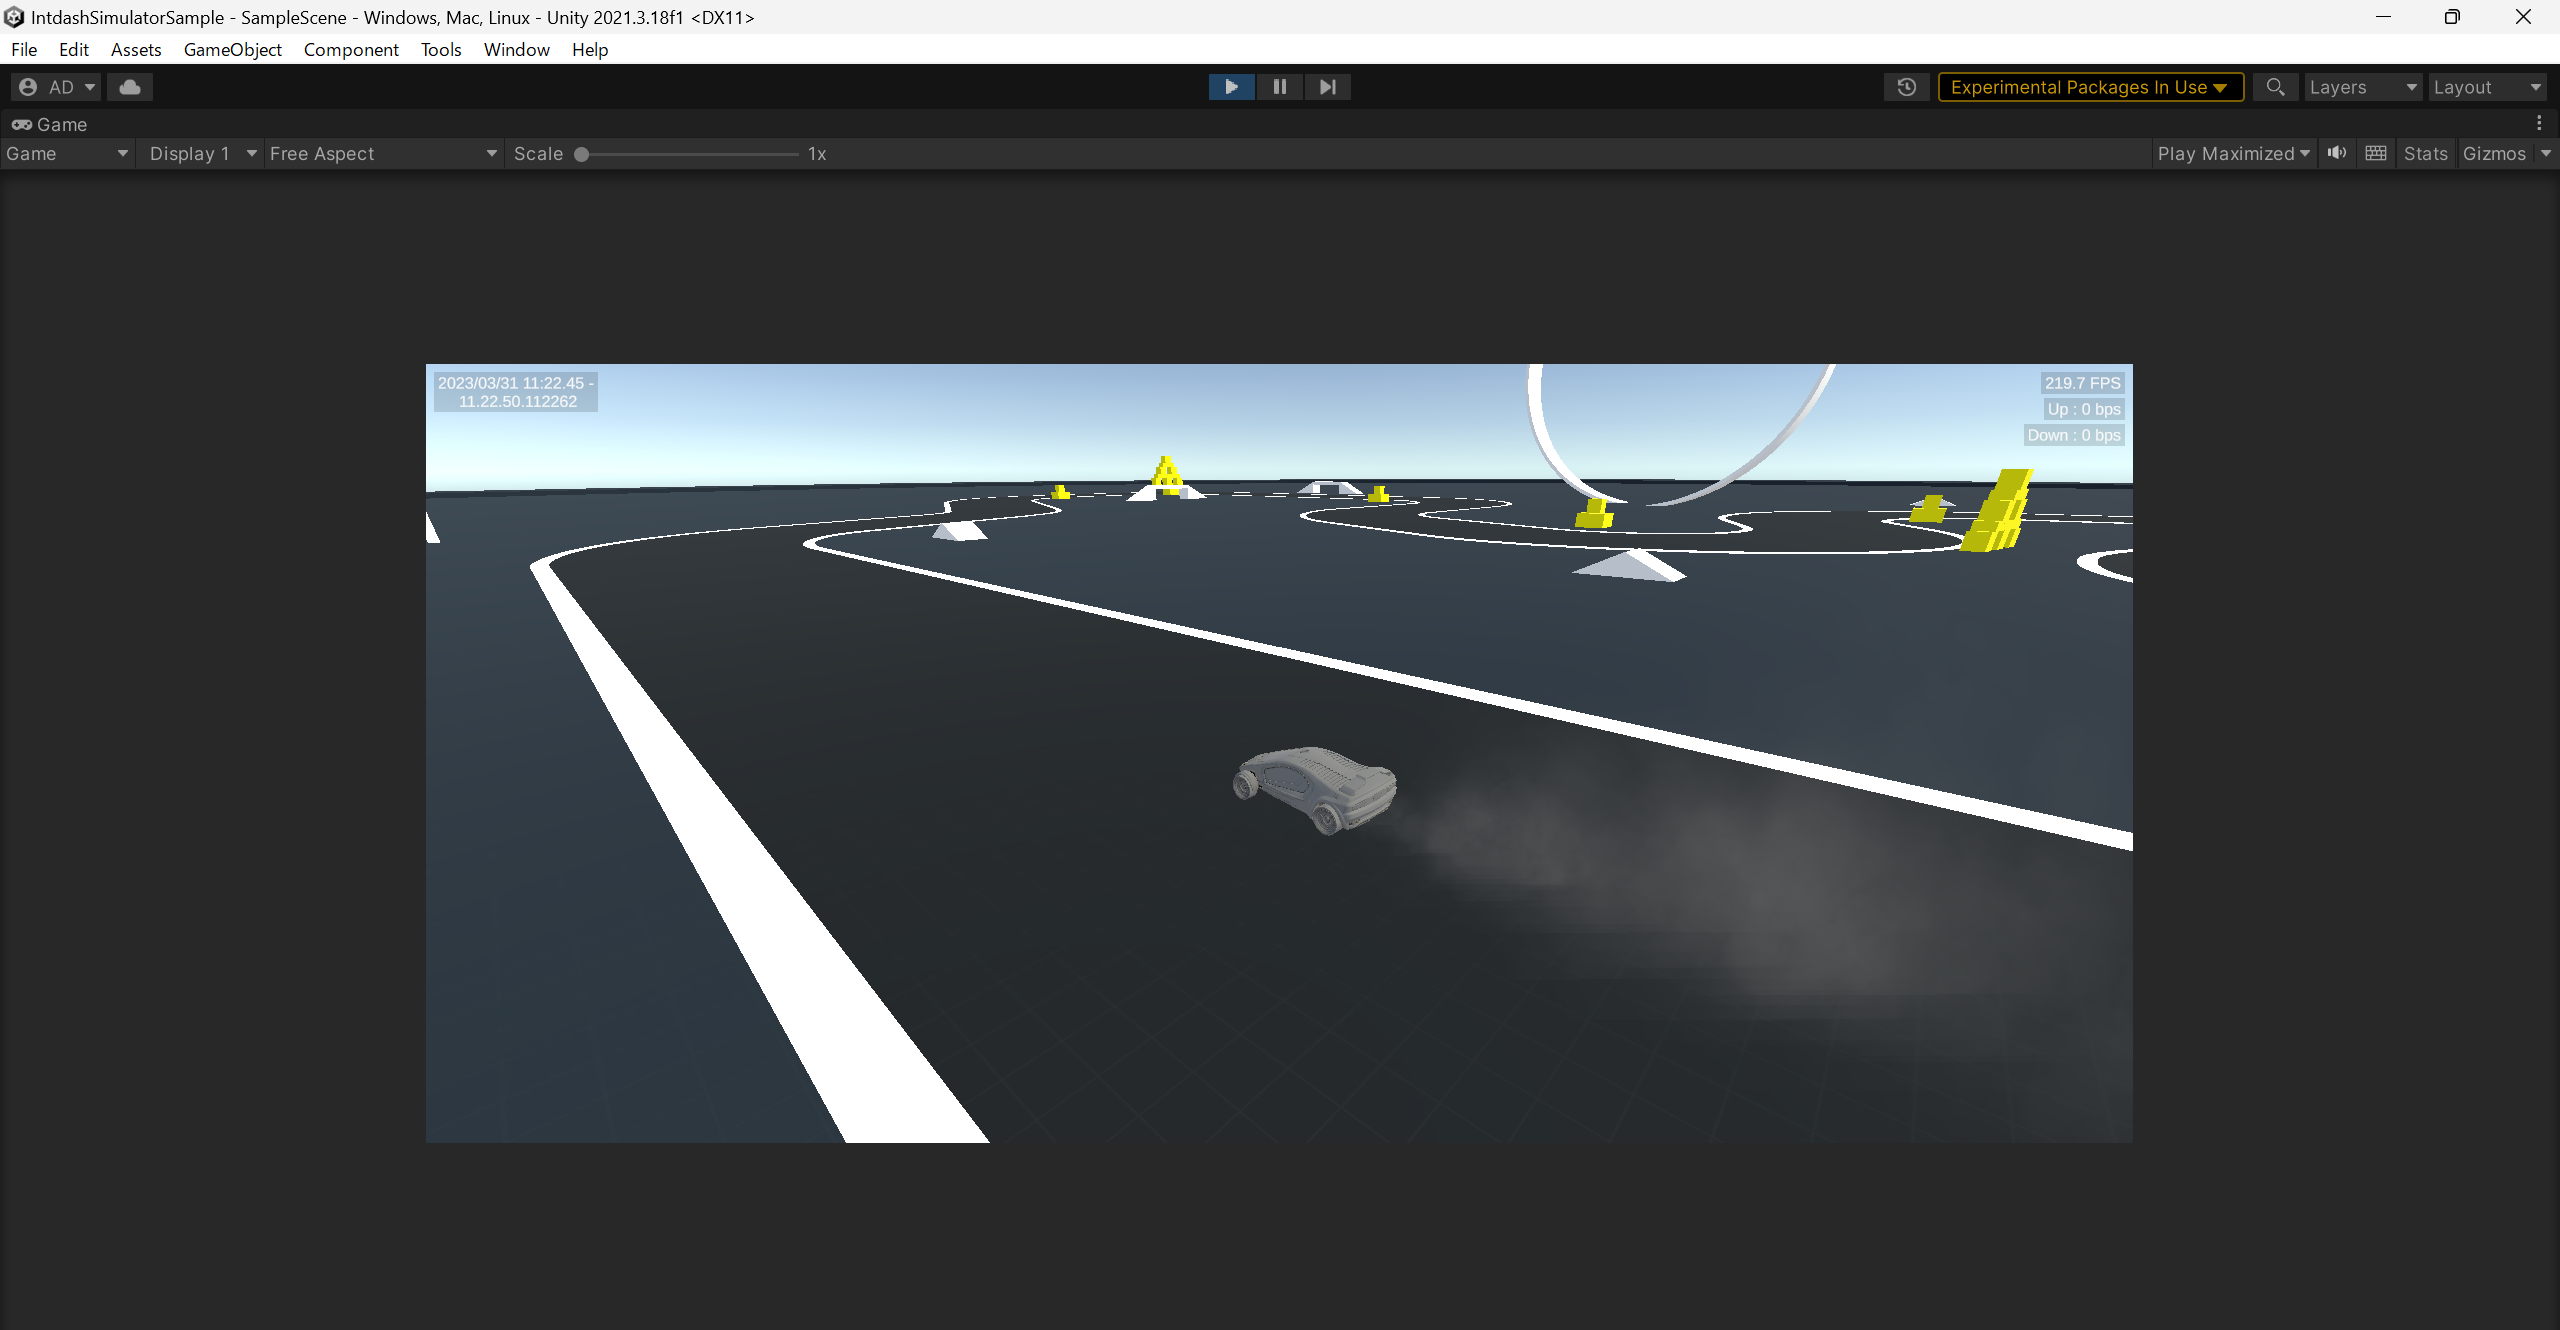 IntdashSimulatorSample - SampleScene - Windows, Mac, Linux - Unity 2021.3.18f1 <DX11>
File Edit Assets GameObject Component Tools Window Help
AD Experimental Packages In Use Layers Layout
Game
Game Display 1 Free Aspect Scale 1x Play Maximized Stats Gizmos
2023/03/31 11:22.45 -
11.22.50.112262
219.7 FPS
Up : 0 bps
Down : 0 bps